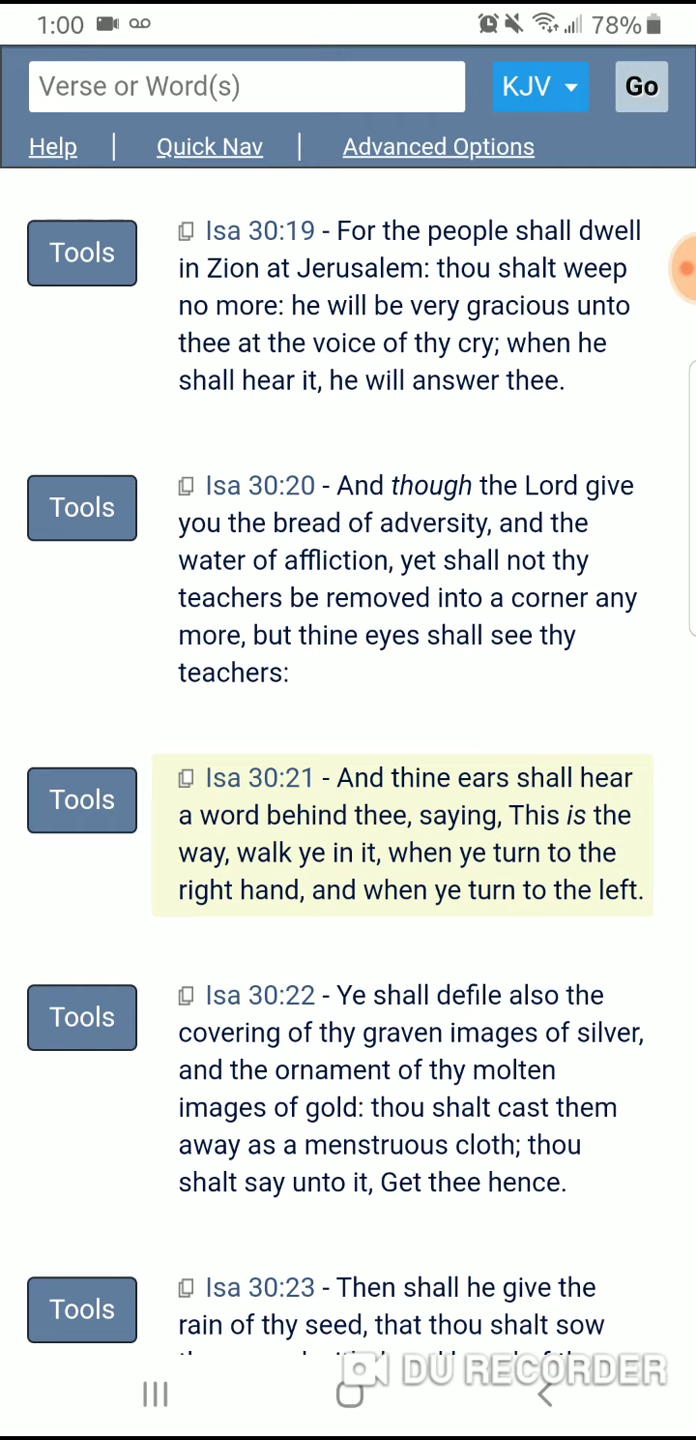 1:00 78%
Verse or Word(s) KJV Go
Help | Quick Nav | Advanced Options
Tools
Isa 30:19 - For the people shall dwell
in Zion at Jerusalem: thou shalt weep
no more: he will be very gracious unto
thee at the voice of thy cry; when he
shall hear it, he will answer thee.
Tools
Isa 30:20 - And though the Lord give
you the bread of adversity, and the
water of affliction, yet shall not thy
teachers be removed into a corner any
more, but thine eyes shall see thy
teachers:
Tools
Isa 30:21 - And thine ears shall hear
a word behind thee, saying, This is the
way, walk ye in it, when ye turn to the
right hand, and when ye turn to the left.
Tools
Isa 30:22 - Ye shall defile also the
covering of thy graven images of silver,
and the ornament of thy molten
images of gold: thou shalt cast them
away as a menstruous cloth; thou
shalt say unto it, Get thee hence.
Tools
Isa 30:23 - Then shall he give the
rain of thy seed, that thou shalt sow
DU RECORDER